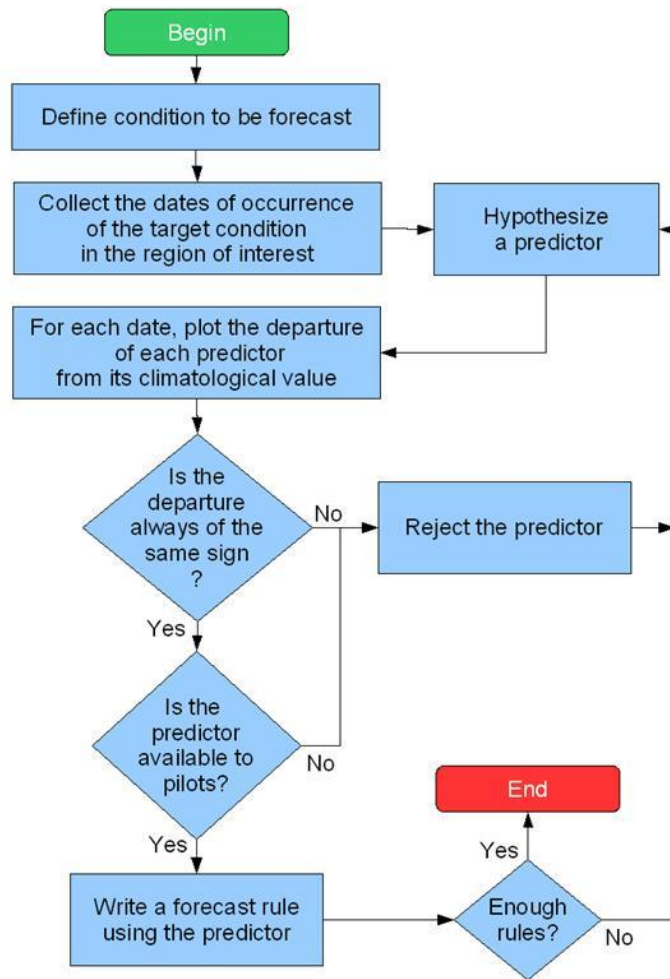 Begin
Define condition to be forecast
Collect the dates of occurrence
of the target condition
in the region of interest
Hypothesize
a predictor
For each date, plot the departure
of each predictor
from its climatological value
Is the
departure
always of the
same sign
?
No
Reject the predictor
Yes
Is the
predictor
available to
pilots?
No
Yes
Write a forecast rule
using the predictor
Enough
rules?
No
Yes
End